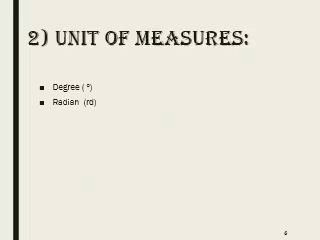 2) UNIT OF MEASURES:
■ Degree ( °)
■ Radian (rd)
6